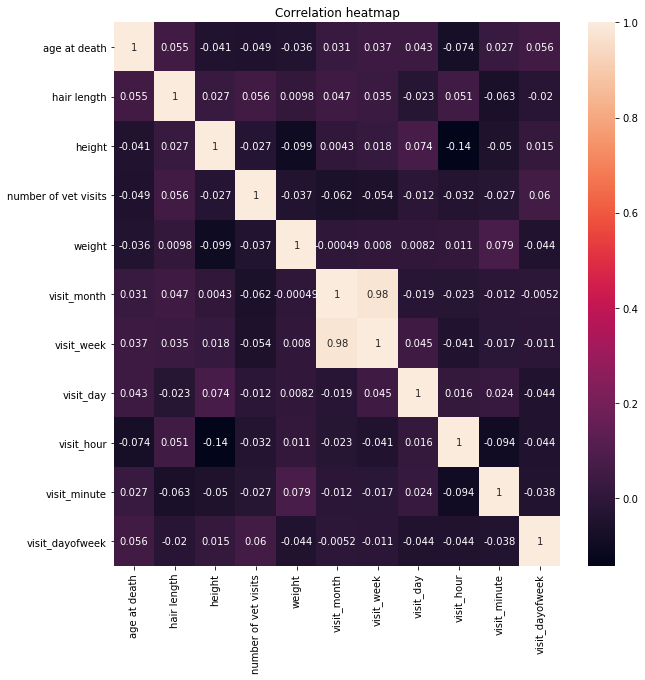 Correlation heatmap
age at death 1 0.055 -0.041 -0.049 -0.036 0.031 0.037 0.043 -0.074 0.027 0.056
hair length 0.055 1 0.027 0.056 0.0098 0.047 0.035 -0.023 0.051 -0.063 -0.02
height -0.041 0.027 1 -0.027 -0.099 0.0043 0.018 0.074 -0.14 -0.05 0.015
number of vet visits -0.049 0.056 -0.027 1 -0.037 -0.062 -0.054 -0.012 -0.032 -0.027 0.06
weight -0.036 0.0098 -0.099 -0.037 1 -0.00049 0.008 0.0082 0.011 0.079 -0.044
visit_month 0.031 0.047 0.0043 -0.062 -0.00049 1 0.98 -0.019 -0.023 -0.012 -0.0052
visit_week 0.037 0.035 0.018 -0.054 0.008 0.98 1 0.045 -0.041 -0.017 -0.011
visit_day 0.043 -0.023 0.074 -0.012 0.0082 -0.019 0.045 1 0.016 0.024 -0.044
visit_hour -0.074 0.051 -0.14 -0.032 0.011 -0.023 -0.041 0.016 1 -0.094 -0.044
visit_minute 0.027 -0.063 -0.05 -0.027 0.079 -0.012 -0.017 0.024 -0.094 1 -0.038
visit_dayofweek 0.056 -0.02 0.015 0.06 -0.044 -0.0052 -0.011 -0.044 -0.044 -0.038 1
age at death
hair length
height
number of vet visits
weight
visit_month
visit_week
visit_day
visit_hour
visit_minute
visit_dayofweek
1.0
0.8
0.6
0.4
0.2
0.0